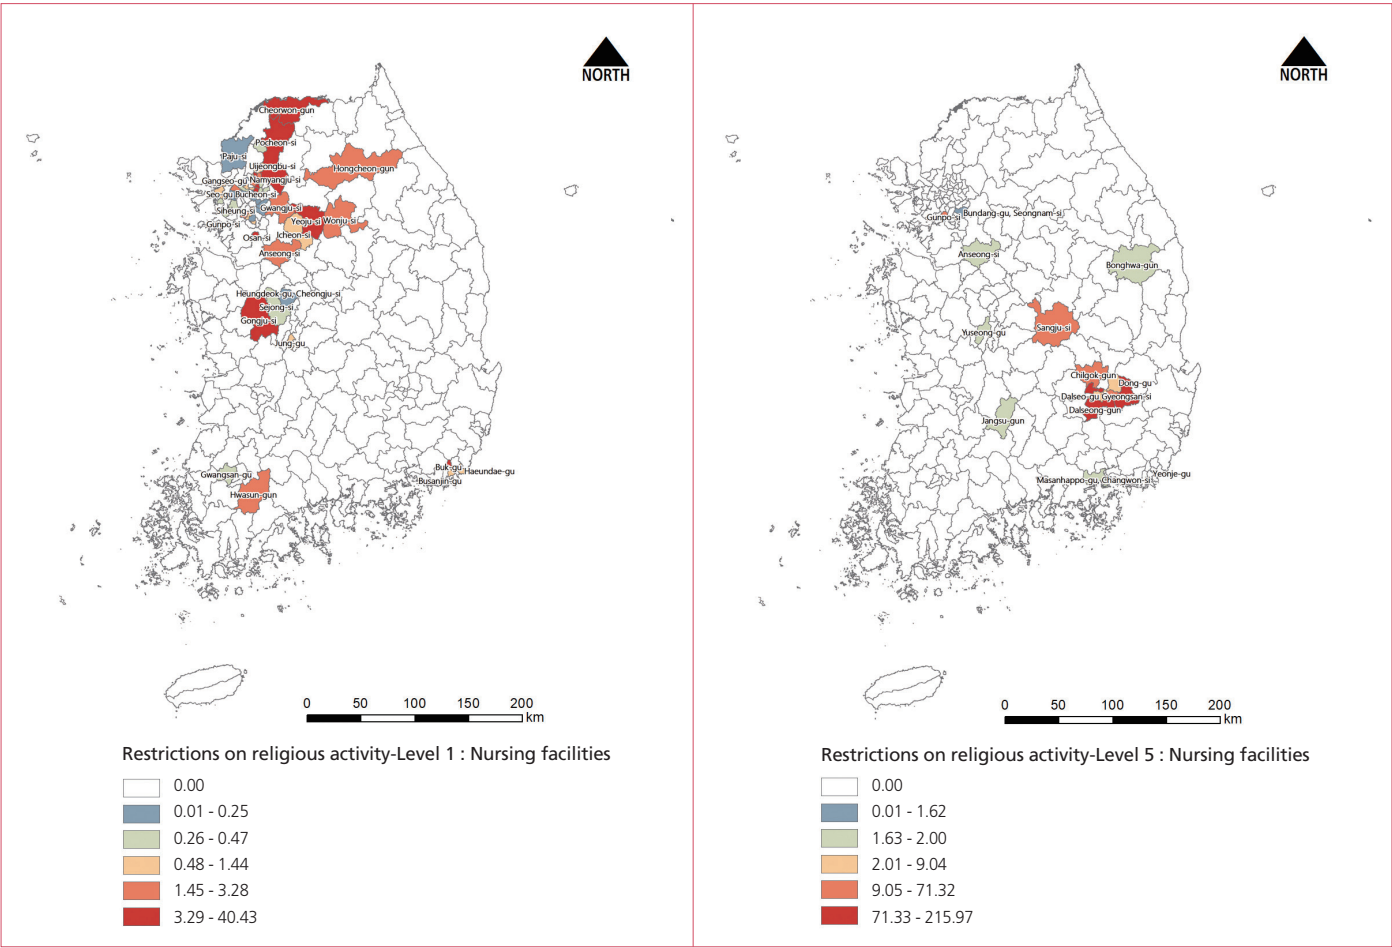 NORTH
Cheorwon-gun
Pocheon-si
Paju-si
Uijeongbu-si
Hongcheon-gun
Gangseo-gu
Namyangju-si
Seo-gu
Bucheon-si
Siheung-si
Gwangju-si
Yeoju-si
Wonju-si
Gunpo-si
Icheon-si
Osan-si
Anseong-si
Heungdeok-gu, Cheongju-si
Sejong-si
Gongju-si
Jung-gu
Gwangsan-gu
Hwasun-gun
Buk-gu
Haeundae-gu
Busanjin-gu
0 50 100 150 200
km
Restrictions on religious activity-Level 1 : Nursing facilities
0.00
0.01 - 0.25
0.26 - 0.47
0.48 - 1.44
1.45 - 3.28
3.29 - 40.43
NORTH
Bundang-gu, Seongnam-si
Gunpo-si
Anseong-si
Bonghwa-gun
Yuseong-gu
Sangju-si
Chilgok-gun
Dong-gu
Dalseo-gu
Gyeongsan-si
Dalseong-gun
Jangsu-gun
Yeonje-gu
Masanhappo-gu, Changwon-si
0 50 100 150 200
km
Restrictions on religious activity-Level 5 : Nursing facilities
0.00
0.01 - 1.62
1.63 - 2.00
2.01 - 9.04
9.05 - 71.32
71.33 - 215.97